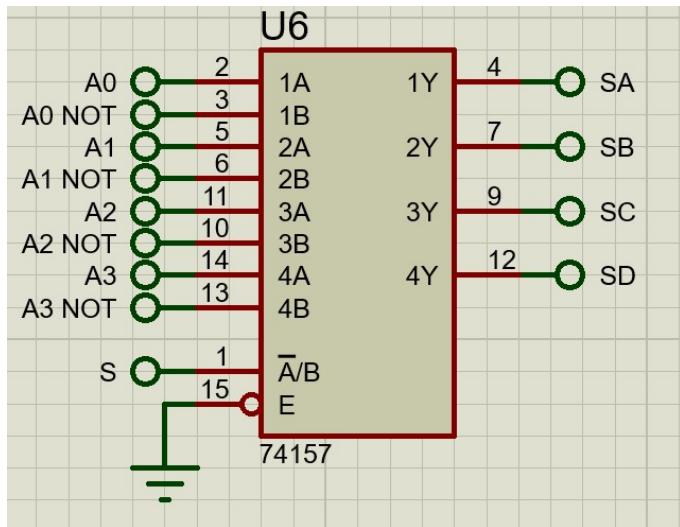 U6
A0 2 1A 1Y 4 SA
A0 NOT 3 1B
A1 5 2A 2Y 7 SB
A1 NOT 6 2B
A2 11 3A 3Y 9 SC
A2 NOT 10 3B
A3 14 4A 4Y 12 SD
A3 NOT 13 4B
S 1 A̅/B
15 E
74157